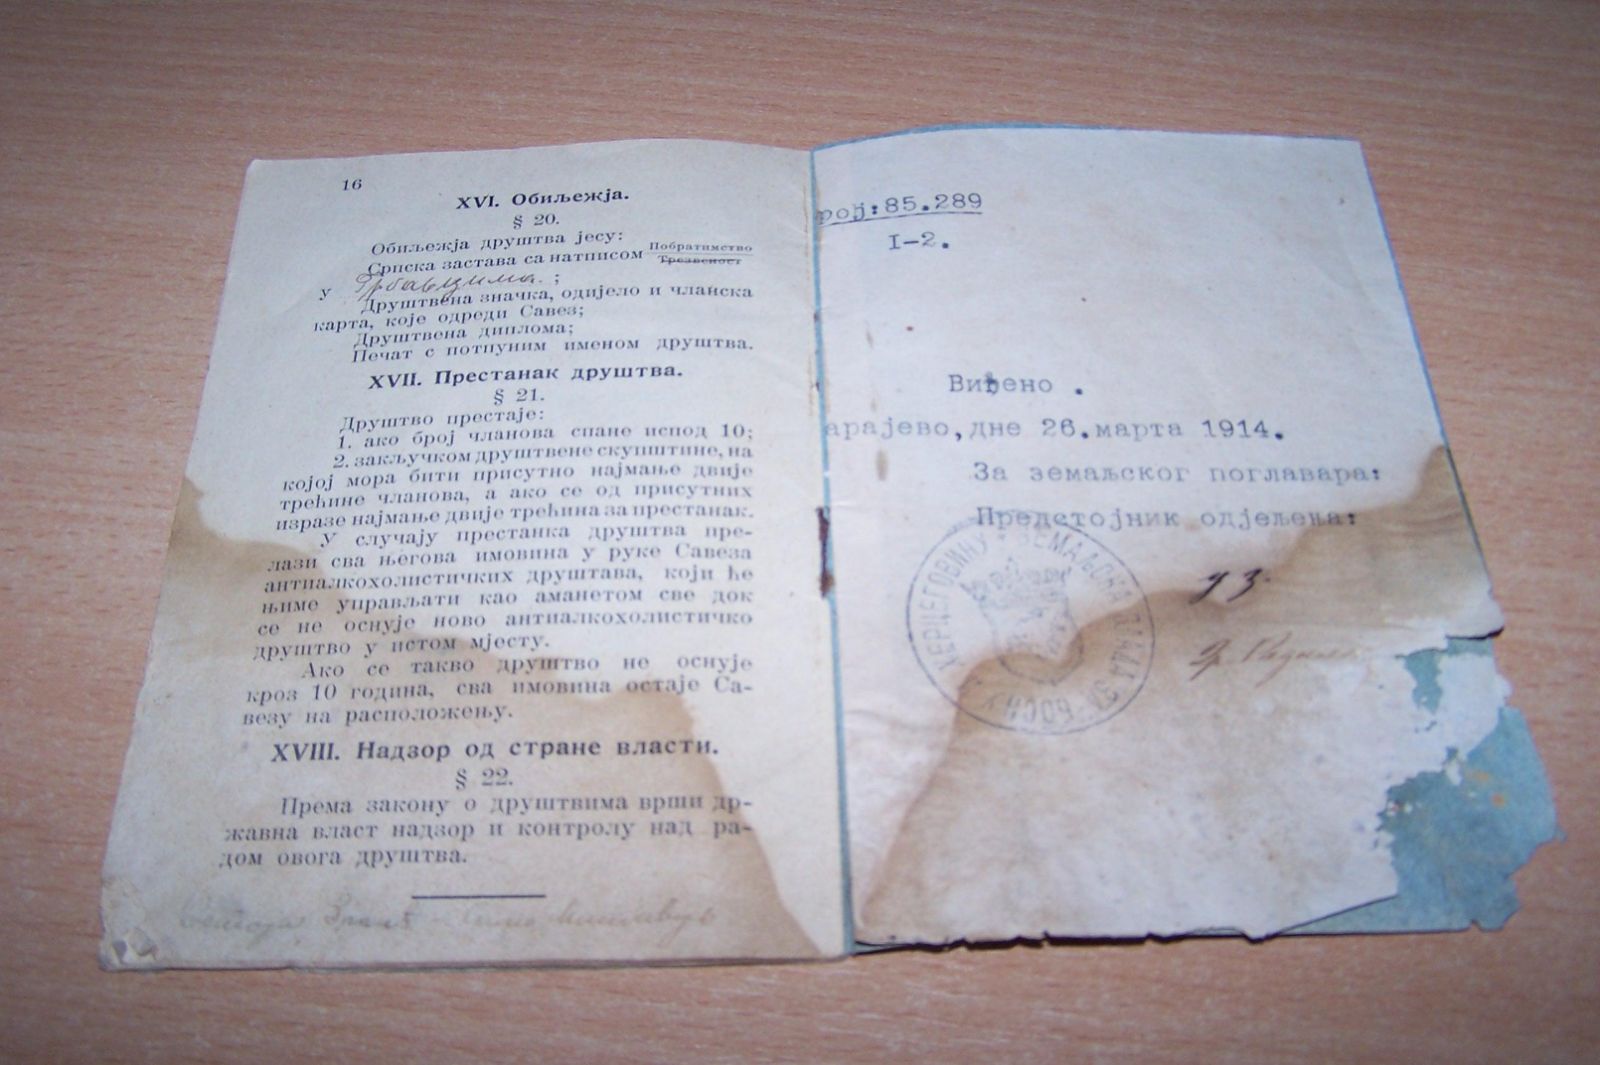 16
XVI. Обиљежја.
§ 20.
Обиљежја друштва јесу:
Српска застава са натписом Побратимство
Трезвеност
у Грбавцима. ;
Друштвена значка, одијело и чланска
карта, које одреди Савез;
Друштвена диплома;
Печат с потпуним именом друштва.
XVII. Престанак друштва.
§ 21.
Друштво престаје:
1. ако број чланова спане испод 10;
2. закључком друштвене скупштине, на
којој мора бити присутно најмање двије
трећине чланова, а ако се од присутних
изразе најмање двије трећина за престанак.
У случају престанка друштва пре-
лази сва његова имовина у руке Савеза
антиалкохолистичких друштава, који ће
њиме управљати као аманетом све док
се не оснује ново антиалкохолистичко
друштво у истом мјесту.
Ако се такво друштво не оснује
кроз 10 година, сва имовина остаје Са-
везу на расположењу.
XVIII. Надзор од стране власти.
§ 22.
Према закону о друштвима врши др-
жавна власт надзор и контролу над ра-
дом овога друштва.
рој:85.289
I-2.
Виђено .
арајево,дне 26.марта 1914.
За земаљског поглавара:
Предстојник одјељена:
ЗЕМАЉСКА ВЛАДА ЗА БОСНУ И ХЕРЦЕГОВИНУ